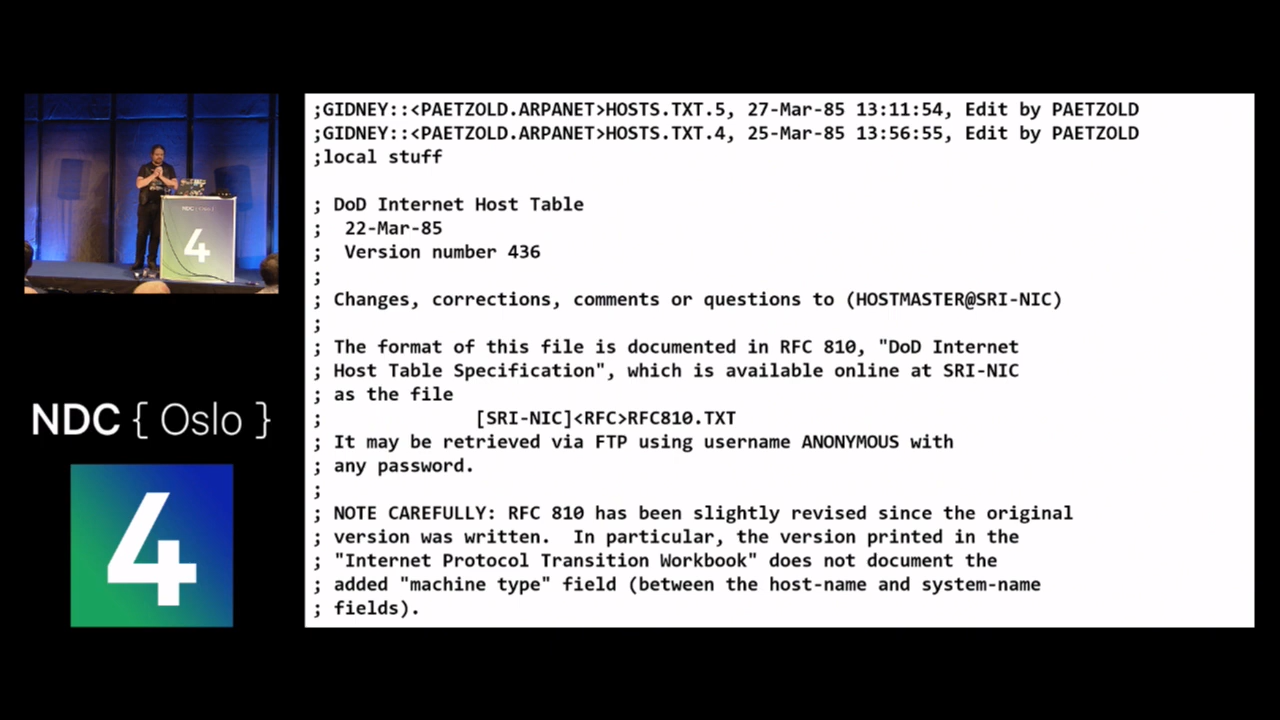 ;GIDNEY::<PAETZOLD.ARPANET>HOSTS.TXT.5, 27-Mar-85 13:11:54, Edit by PAETZOLD
;GIDNEY::<PAETZOLD.ARPANET>HOSTS.TXT.4, 25-Mar-85 13:56:55, Edit by PAETZOLD
;local stuff
; DoD Internet Host Table
;  22-Mar-85
;  Version number 436
;
; Changes, corrections, comments or questions to (HOSTMASTER@SRI-NIC)
;
; The format of this file is documented in RFC 810, "DoD Internet
; Host Table Specification", which is available online at SRI-NIC
; as the file
;              [SRI-NIC]<RFC>RFC810.TXT
; It may be retrieved via FTP using username ANONYMOUS with
; any password.
;
; NOTE CAREFULLY: RFC 810 has been slightly revised since the original
; version was written.  In particular, the version printed in the
; "Internet Protocol Transition Workbook" does not document the
; added "machine type" field (between the host-name and system-name
; fields).
NDC { Oslo }
4
NDC { Oslo }
4